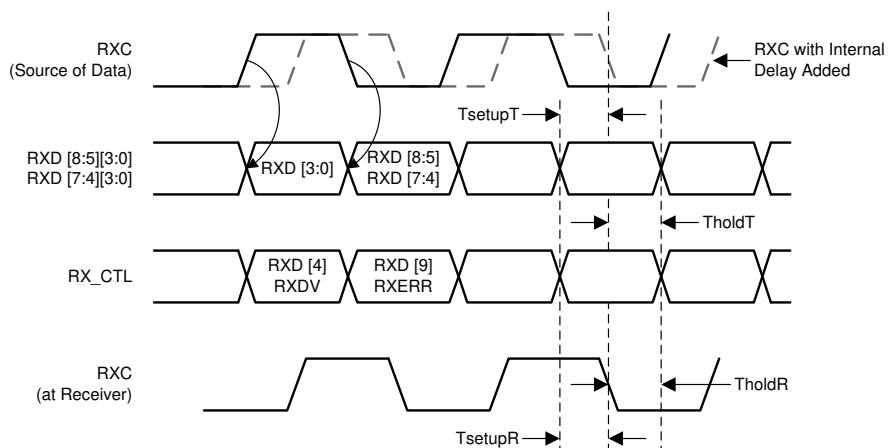 RXC
(Source of Data)
RXC with Internal
Delay Added
TsetupT
RXD [8:5][3:0]
RXD [7:4][3:0]
RXD [3:0]
RXD [8:5]
RXD [7:4]
TholdT
RX_CTL
RXD [4]
RXDV
RXD [9]
RXERR
RXC
(at Receiver)
TholdR
TsetupR